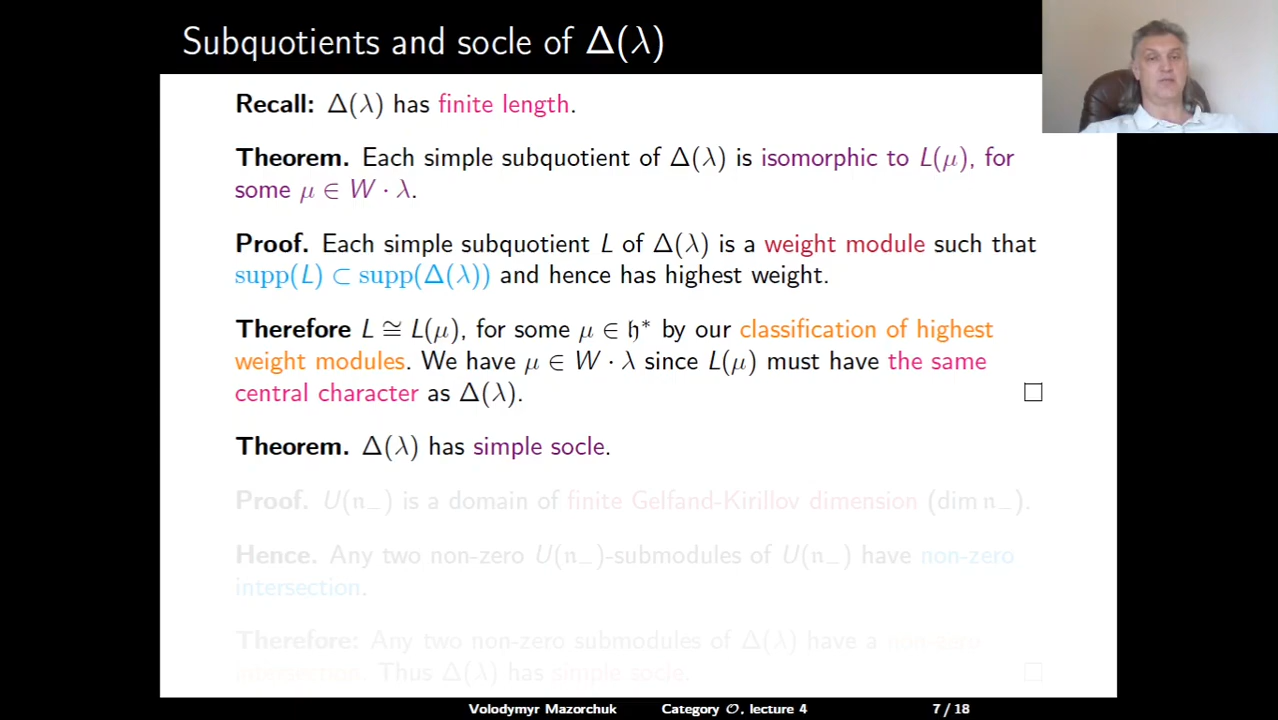 Subquotients and socle of Δ(λ)
Recall: Δ(λ) has finite length.
Theorem. Each simple subquotient of Δ(λ) is isomorphic to L(μ), for
some μ ∈ W · λ.
Proof. Each simple subquotient L of Δ(λ) is a weight module such that
supp(L) ⊂ supp(Δ(λ)) and hence has highest weight.
Therefore L ≅ L(μ), for some μ ∈ 𝔥* by our classification of highest
weight modules. We have μ ∈ W · λ since L(μ) must have the same
central character as Δ(λ). □
Theorem. Δ(λ) has simple socle.
Proof. U(𝔫₋) is a domain of finite Gelfand-Kirillov dimension (dim 𝔫₋).
Hence. Any two non-zero U(𝔫₋)-submodules of U(𝔫₋) have non-zero
intersection.
Therefore: Any two non-zero submodules of Δ(λ) have a non-zero
intersection. Thus Δ(λ) has simple socle. □
Volodymyr Mazorchuk Category 𝒪, lecture 4 7 / 18